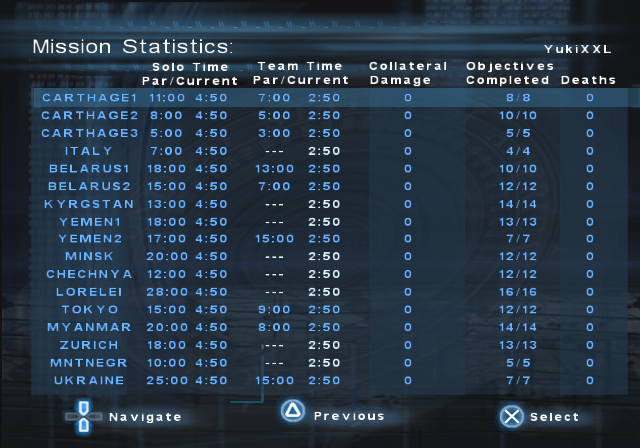 Mission Statistics:
YukiXXL
Solo Time Team Time Collateral Objectives
Par/Current Par/Current Damage Completed Deaths
CARTHAGE1 11:00 4:50 7:00 2:50 0 8/8 0
CARTHAGE2 8:00 4:50 5:00 2:50 0 10/10 0
CARTHAGE3 5:00 4:50 3:00 2:50 0 5/5 0
ITALY 7:00 4:50 --- 2:50 0 4/4 0
BELARUS1 18:00 4:50 13:00 2:50 0 10/10 0
BELARUS2 15:00 4:50 7:00 2:50 0 12/12 0
KYRGSTAN 13:00 4:50 --- 2:50 0 14/14 0
YEMEN1 18:00 4:50 --- 2:50 0 13/13 0
YEMEN2 17:00 4:50 15:00 2:50 0 7/7 0
MINSK 20:00 4:50 --- 2:50 0 12/12 0
CHECHNYA 12:00 4:50 --- 2:50 0 12/12 0
LORELEI 28:00 4:50 --- 2:50 0 16/16 0
TOKYO 15:00 4:50 9:00 2:50 0 12/12 0
MYANMAR 20:00 4:50 8:00 2:50 0 14/14 0
ZURICH 18:00 4:50 --- 2:50 0 13/13 0
MNTNEGR 10:00 4:50 --- 2:50 0 5/5 0
UKRAINE 25:00 4:50 15:00 2:50 0 7/7 0
Navigate Previous Select